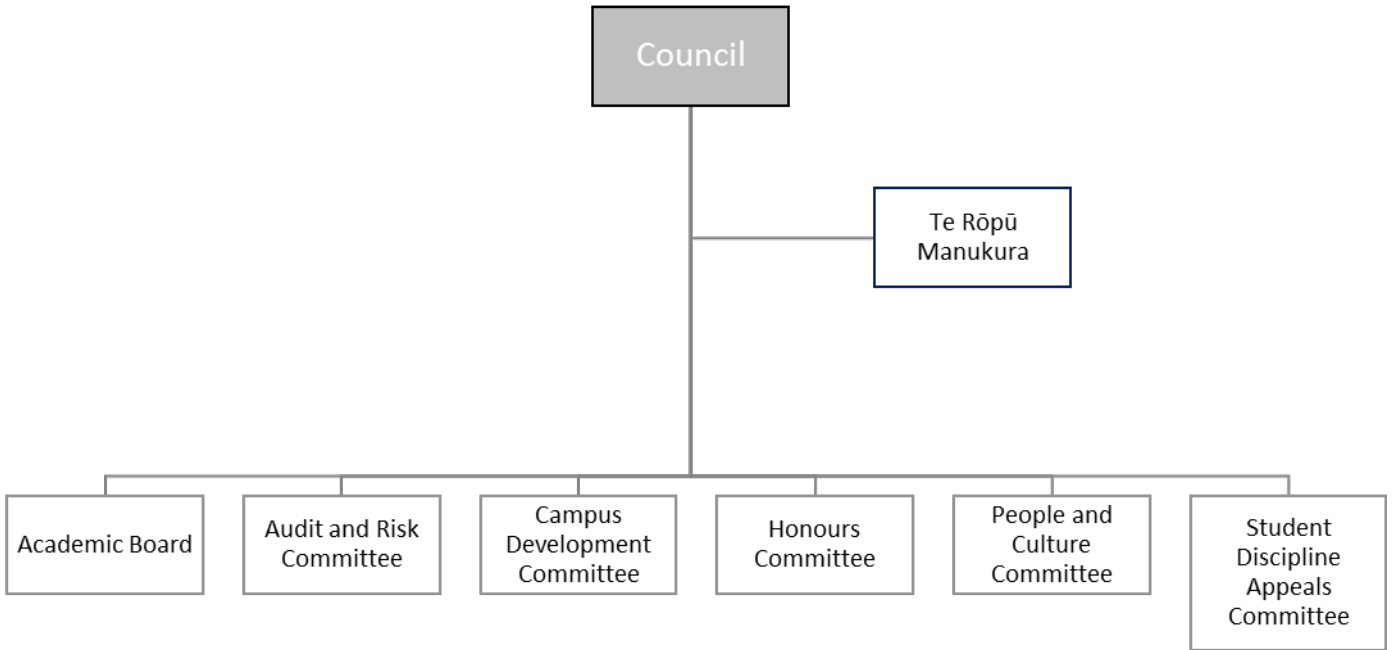 Council
Te Rōpū
Manukura
Academic Board
Audit and Risk
Committee
Campus
Development
Committee
Honours
Committee
People and
Culture
Committee
Student
Discipline
Appeals
Committee